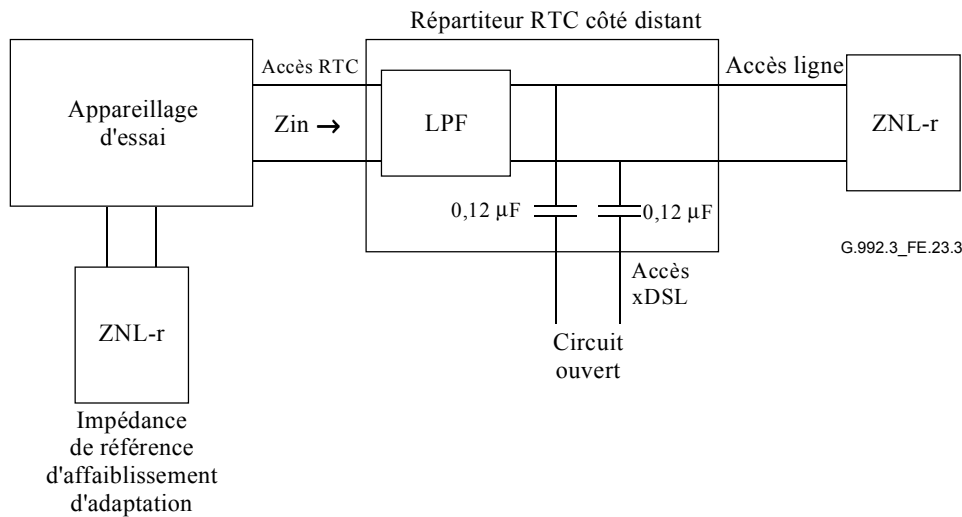 Répartiteur RTC côté distant
Appareillage
d'essai
Accès RTC
Zin →
LPF
Accès ligne
ZNL-r
0,12 µF
0,12 µF
G.992.3_FE.23.3
Accès
xDSL
Circuit
ouvert
ZNL-r
Impédance
de référence
d'affaiblissement
d'adaptation